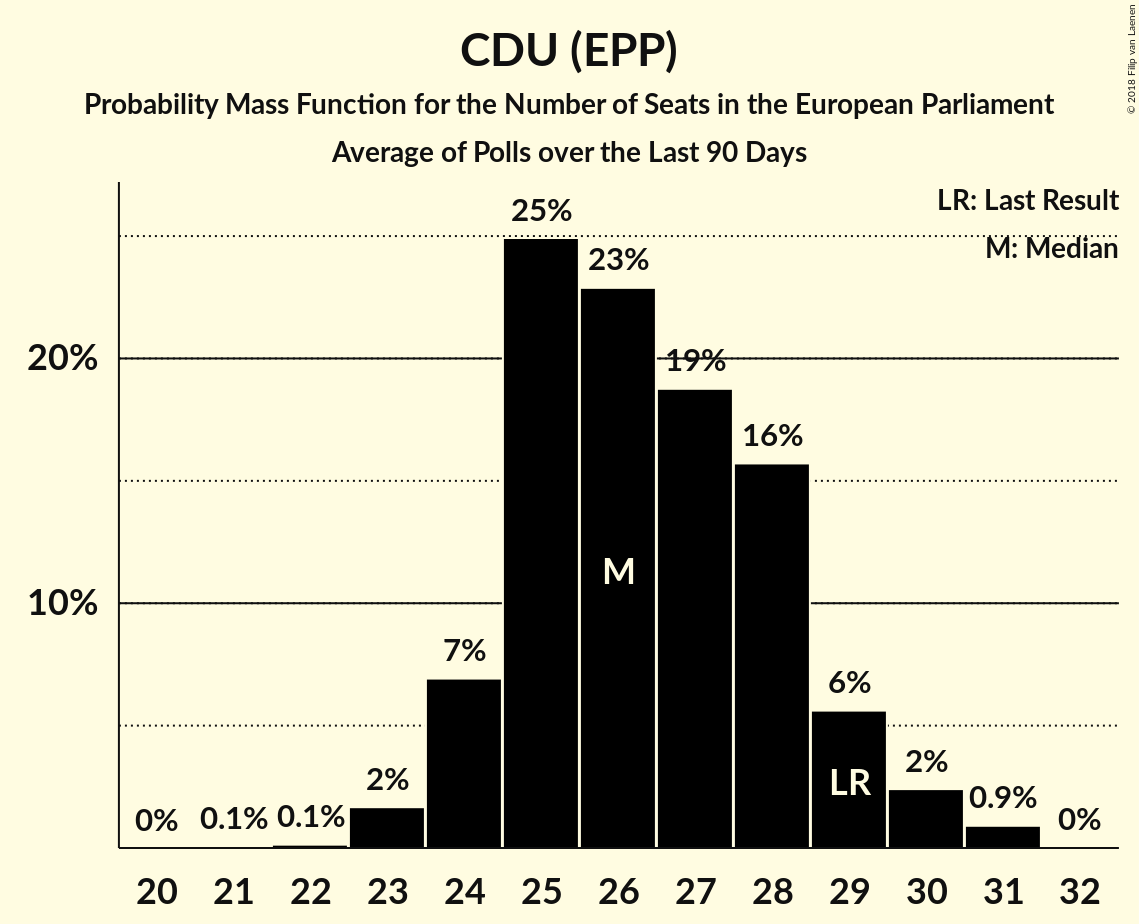 CDU (EPP)
Probability Mass Function for the Number of Seats in the European Parliament
Average of Polls over the Last 90 Days
© 2018 Filip van Laenen
LR: Last Result
M: Median
25%
23%
20%
19%
16%
M
10%
7%
6%
LR
2%
2%
0.9%
0%
0.1%
0.1%
0%
20 21 22 23 24 25 26 27 28 29 30 31 32